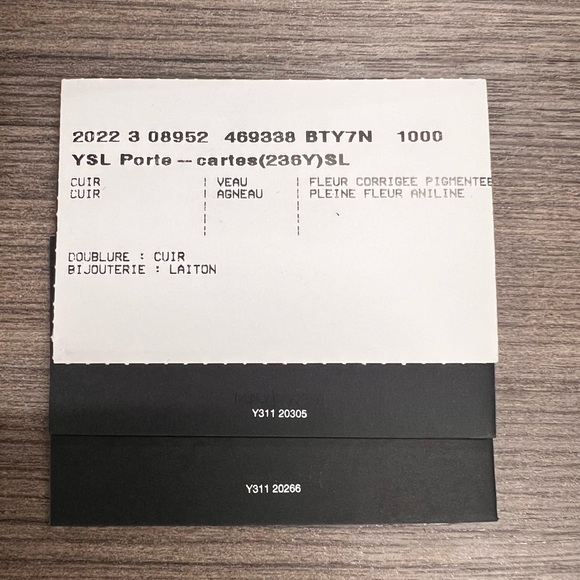 2022 3 08952 469338 BTY7N 1000
YSL Porte - cartes(236Y)SL
CUIR | VEAU | FLEUR CORRIGEE PIGMENTEE
CUIR | AGNEAU | PLEINE FLEUR ANILINE
DOUBLURE : CUIR
BIJOUTERIE : LAITON
Y311 20305
Y311 20266